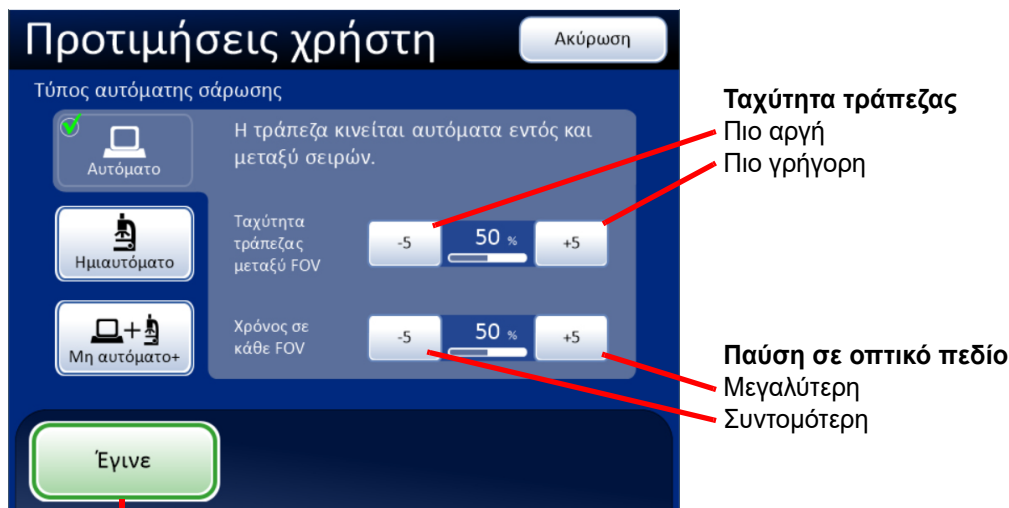 Προτιμήσεις χρήστη
Ακύρωση
Τύπος αυτόματης σάρωσης
Αυτόματο
Η τράπεζα κινείται αυτόματα εντός και
μεταξύ σειρών.
Ημιαυτόματο
Ταχύτητα
τράπεζας
μεταξύ FOV
-5
50 %
+5
Μη αυτόματο+
Χρόνος σε
κάθε FOV
-5
50 %
+5
Έγινε
Ταχύτητα τράπεζας
Πιο αργή
Πιο γρήγορη
Παύση σε οπτικό πεδίο
Μεγαλύτερη
Συντομότερη